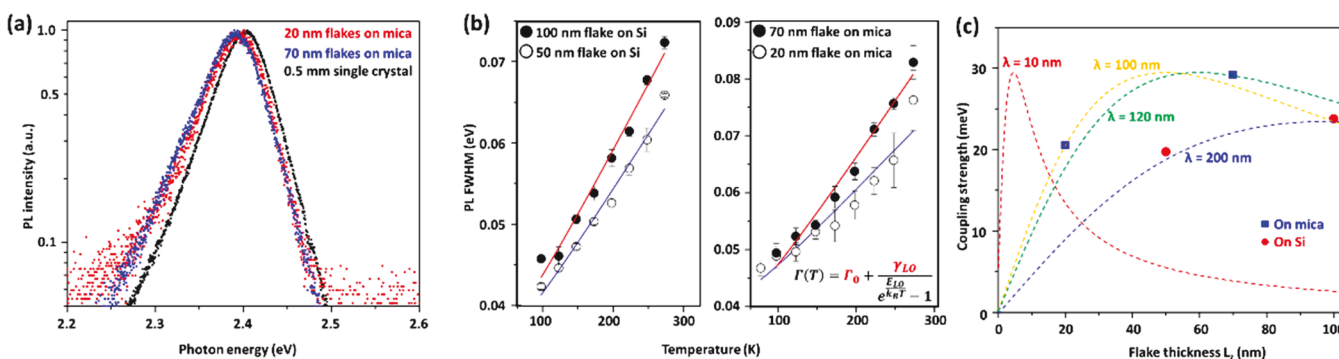 (a)
20 nm flakes on mica
70 nm flakes on mica
0.5 mm single crystal
PL intensity (a.u.)
1.0
0.5
0.1
2.2 2.3 2.4 2.5 2.6
Photon energy (eV)
(b)
100 nm flake on Si
50 nm flake on Si
PL FWHM (eV)
0.07
0.06
0.05
0.04
100 200 300
70 nm flake on mica
20 nm flake on mica
0.09
0.08
0.07
0.06
0.05
0.04
Γ(T) = Γ₀ + γ_LO / (e^(E_LO / k_BT) − 1)
100 200 300
Temperature (K)
(c)
λ = 10 nm
λ = 100 nm
λ = 120 nm
λ = 200 nm
On mica
On Si
Coupling strength (meV)
30
20
10
0
0 20 40 60 80 100
Flake thickness L, (nm)